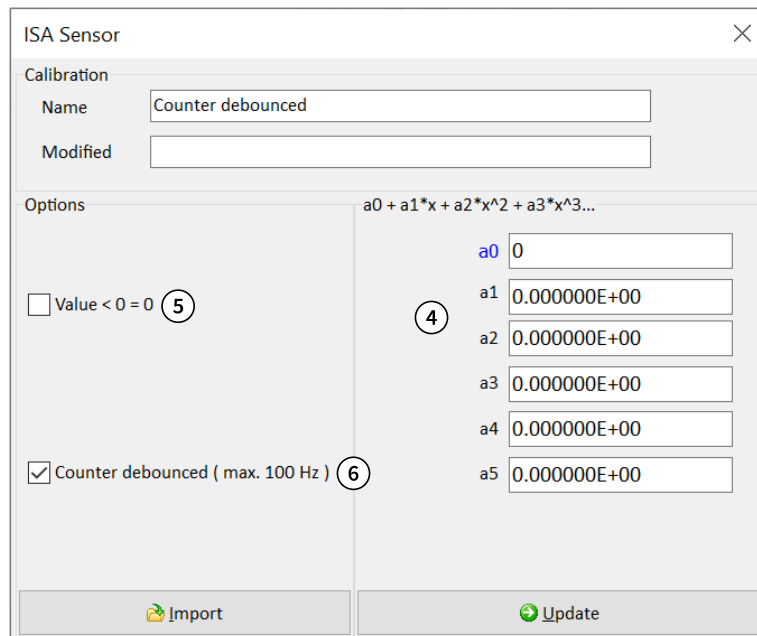 ISA Sensor
Calibration
Name Counter debounced
Modified
Options
Value < 0 = 0 5
Counter debounced ( max. 100 Hz ) 6
Import
a0 + a1*x + a2*x^2 + a3*x^3...
a0 0
a1 0.000000E+00
4
a2 0.000000E+00
a3 0.000000E+00
a4 0.000000E+00
a5 0.000000E+00
Update